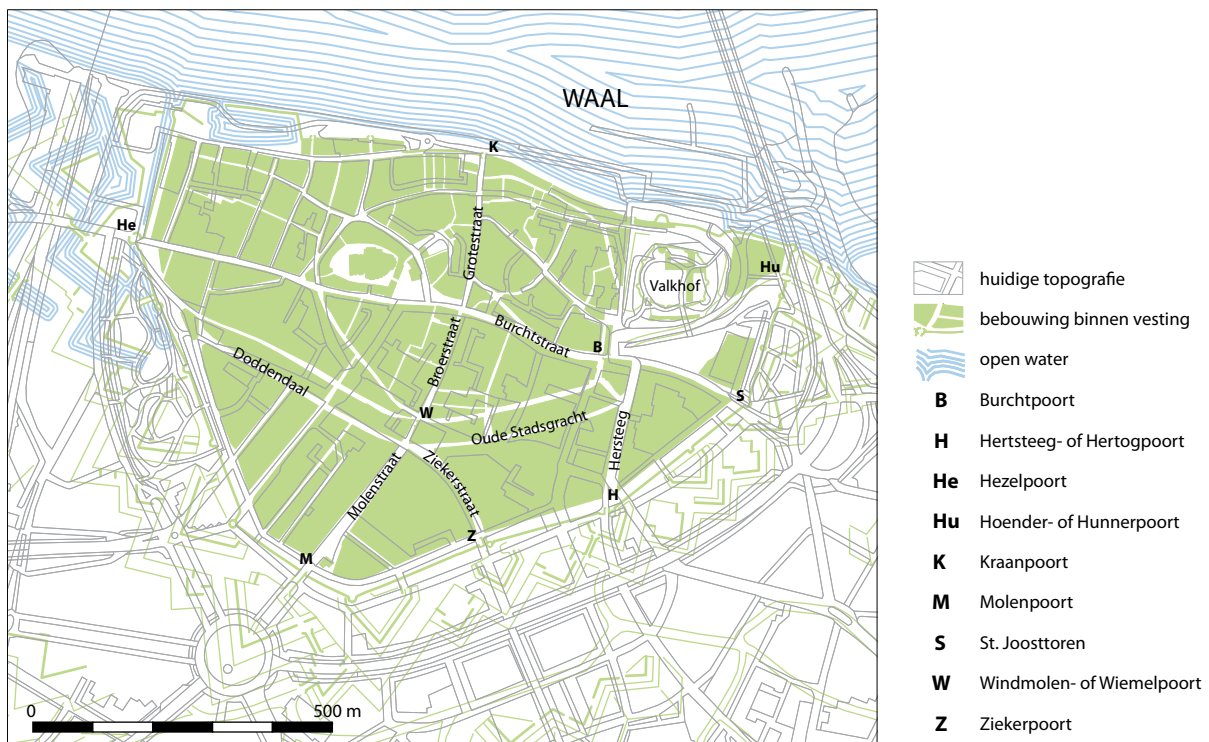 WAAL
K
He
Grotestraat
Hu
Valkhof
Burchtstraat
B
Broerstraat
Doddendaal
S
W
Oude Stadsgracht
Hersteeg
Ziekerstraat
Molenstraat
H
Z
M
0 500 m
huidige topografie
bebouwing binnen vesting
open water
B Burchtpoort
H Hertsteeg- of Hertogpoort
He Hezelpoort
Hu Hoender- of Hunnerpoort
K Kraanpoort
M Molenpoort
S St. Joosttoren
W Windmolen- of Wiemelpoort
Z Ziekerpoort